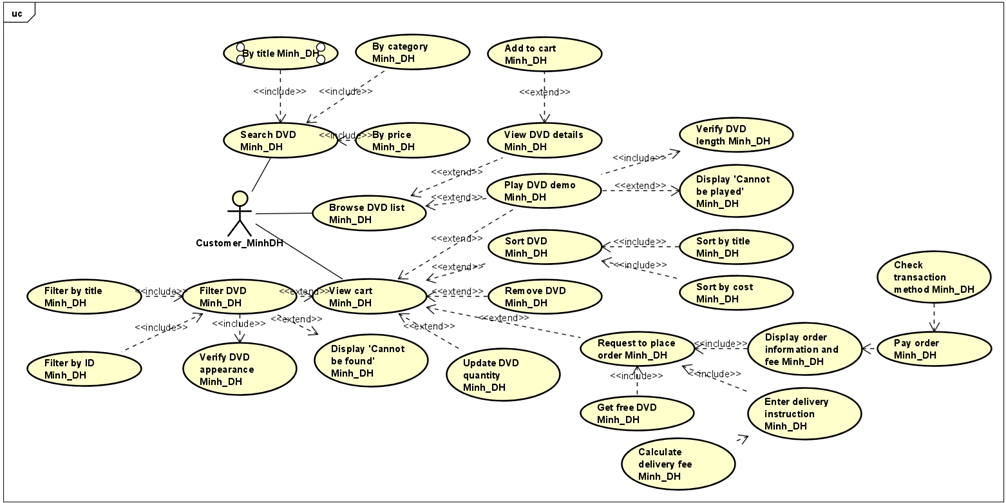 uc
By title Minh_DH
By category
Minh_DH
Add to cart
Minh_DH
<<include>>
<<include>>
<<extend>>
Search DVD
Minh_DH
<<include>>
By price
Minh_DH
View DVD details
Minh_DH
Verify DVD
length Minh_DH
<<include>>
<<extend>>
Play DVD demo
Minh_DH
<<extend>>
Display 'Cannot
be played'
Minh_DH
<<extend>>
Browse DVD list
Minh_DH
Customer_MinhDH
<<extend>>
Sort DVD
Minh_DH
<<include>>
Sort by title
Minh_DH
<<extend>>
<<include>>
Sort by cost
Minh_DH
Check
transaction
method Minh_DH
Filter by title
Minh_DH
<<include>>
Filter DVD
Minh_DH
<<extend>>
View cart
Minh_DH
<<extend>>
Remove DVD
Minh_DH
<<include>>
<<include>>
<<extend>>
<<extend>>
<<extend>>
Filter by ID
Minh_DH
Verify DVD
appearance
Minh_DH
Display 'Cannot
be found'
Minh_DH
Update DVD
quantity
Minh_DH
Request to place
order Minh_DH
<<include>>
Display order
information and
fee Minh_DH
Pay order
Minh_DH
<<include>>
<<include>>
Get free DVD
Minh_DH
Enter delivery
instruction
Minh_DH
Calculate
delivery fee
Minh_DH